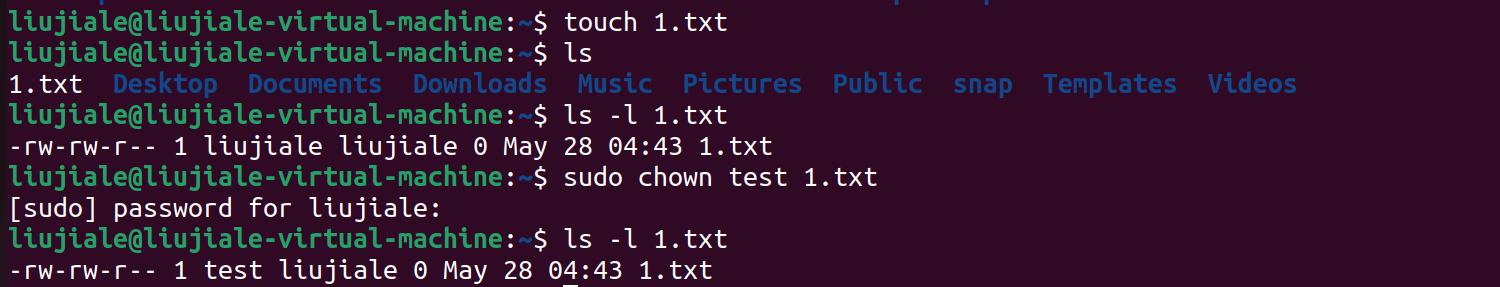 liujiale@liujiale-virtual-machine:~$ touch 1.txt
liujiale@liujiale-virtual-machine:~$ ls
1.txt  Desktop  Documents  Downloads  Music  Pictures  Public  snap  Templates  Videos
liujiale@liujiale-virtual-machine:~$ ls -l 1.txt
-rw-rw-r-- 1 liujiale liujiale 0 May 28 04:43 1.txt
liujiale@liujiale-virtual-machine:~$ sudo chown test 1.txt
[sudo] password for liujiale:
liujiale@liujiale-virtual-machine:~$ ls -l 1.txt
-rw-rw-r-- 1 test liujiale 0 May 28 04:43 1.txt